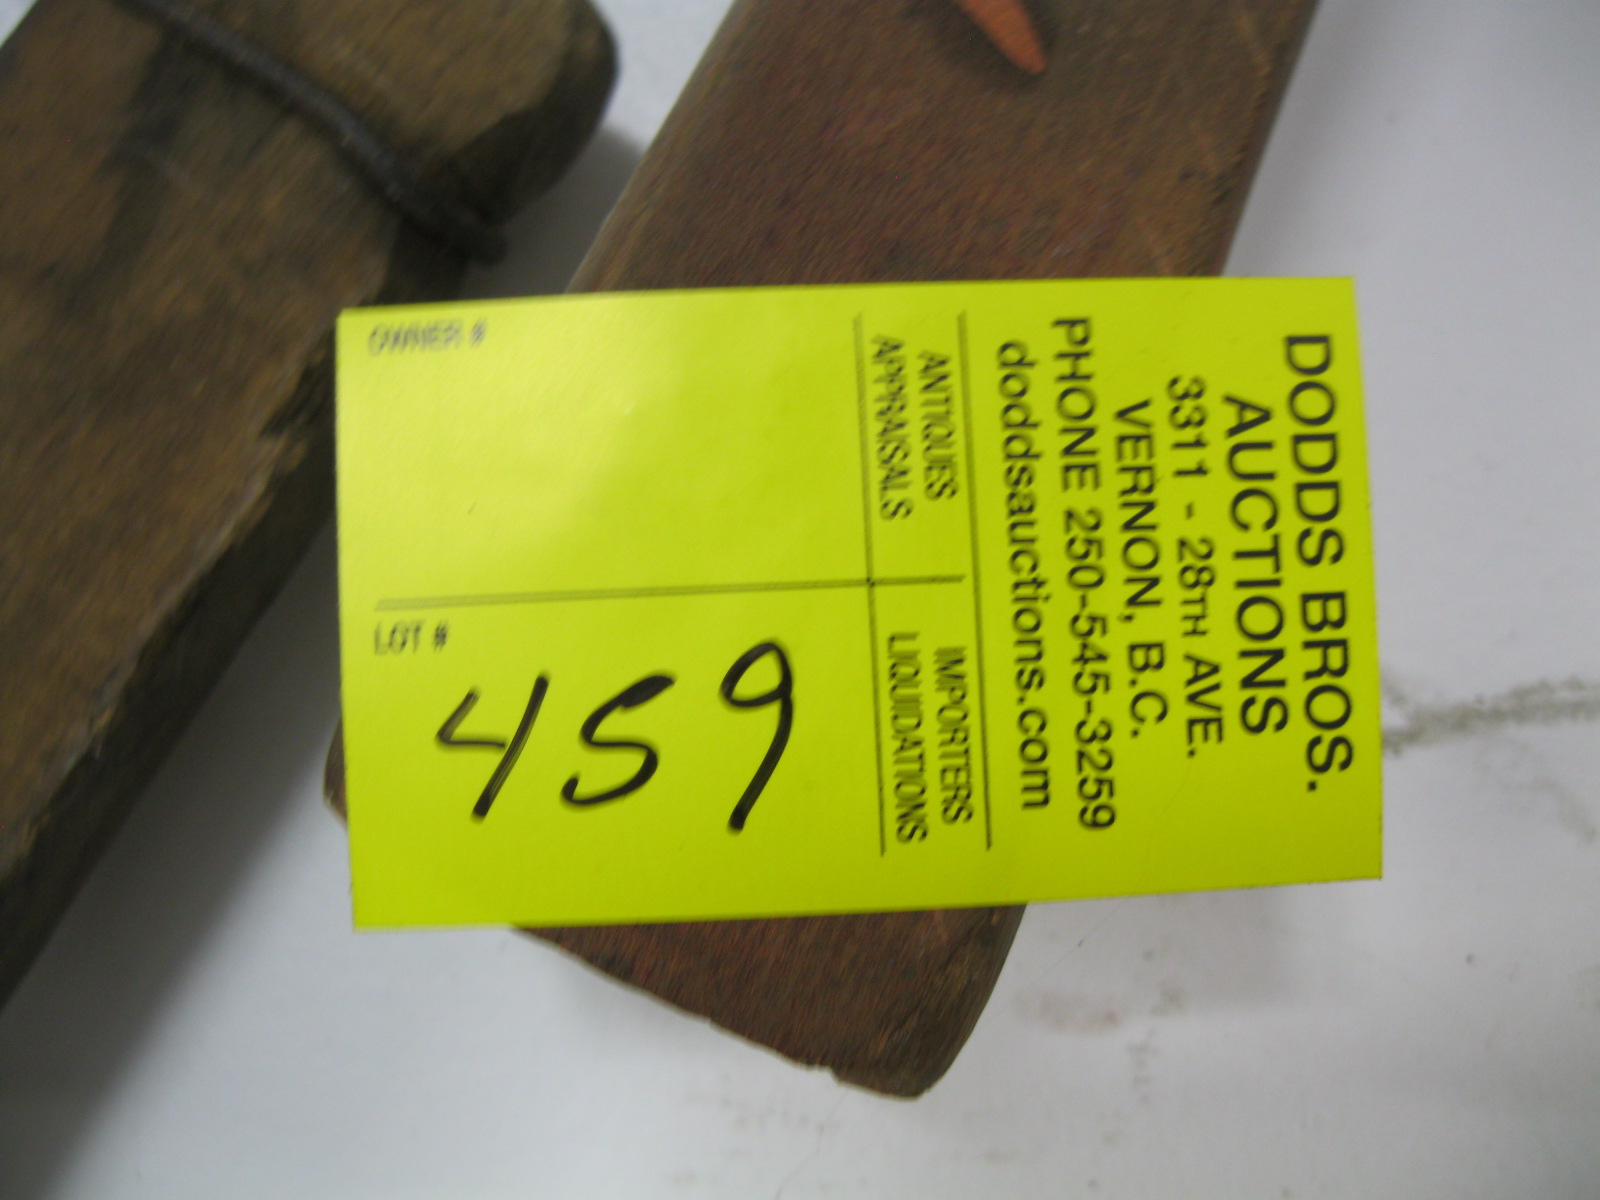 DODDS BROS.
AUCTIONS
3311 - 28TH AVE.
VERNON, B.C.
PHONE 250-545-3259
doddsauctions.com
ANTIQUES IMPORTERS
APPRAISALS LIQUIDATIONS
OWNER #
LOT #
459